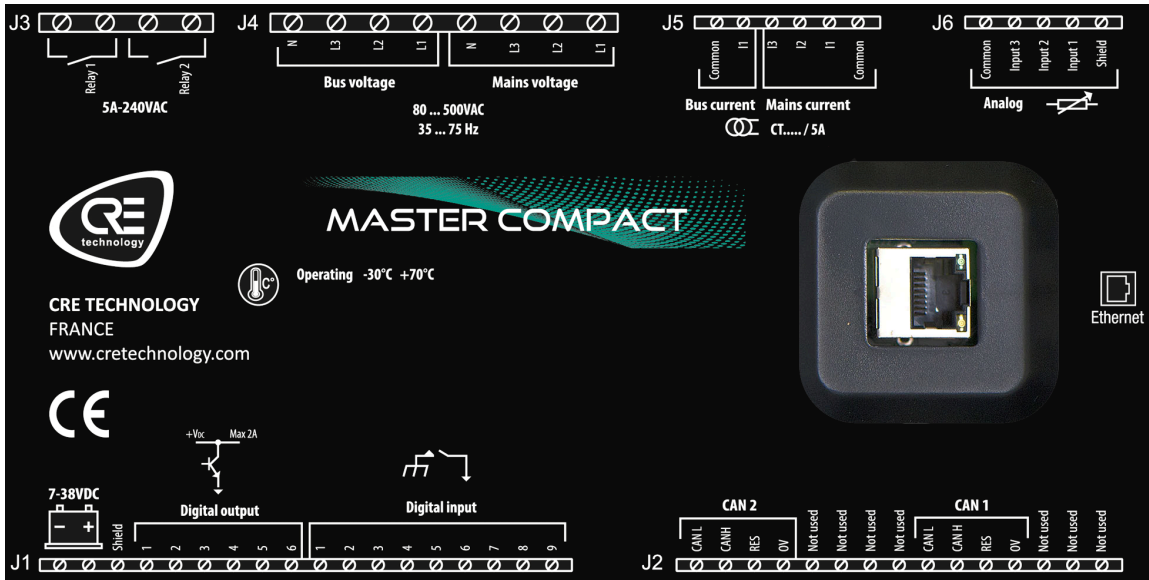 J3
Relay 1
Relay 2
5A-240VAC
J4
N
L3
L2
L1
N
L3
L2
L1
Bus voltage
Mains voltage
80 ... 500VAC
35 ... 75 Hz
J5
Common
I1
I3
I2
I1
Common
Bus current
Mains current
CT..... / 5A
J6
Common
Input 3
Input 2
Input 1
Shield
Analog
CRE
technology
MASTER COMPACT
C°
Operating -30°C +70°C
CRE TECHNOLOGY
FRANCE
www.cretechnology.com
Ethernet
CE
+VDC Max 2A
7-38VDC
- +
Shield
Digital output
1
2
3
4
5
6
Digital input
1
2
3
4
5
6
7
8
9
J1
CAN 2
CAN L
CANH
RES
0V
Not used
Not used
Not used
Not used
CAN 1
CAN L
CAN H
RES
0V
Not used
Not used
Not used
J2